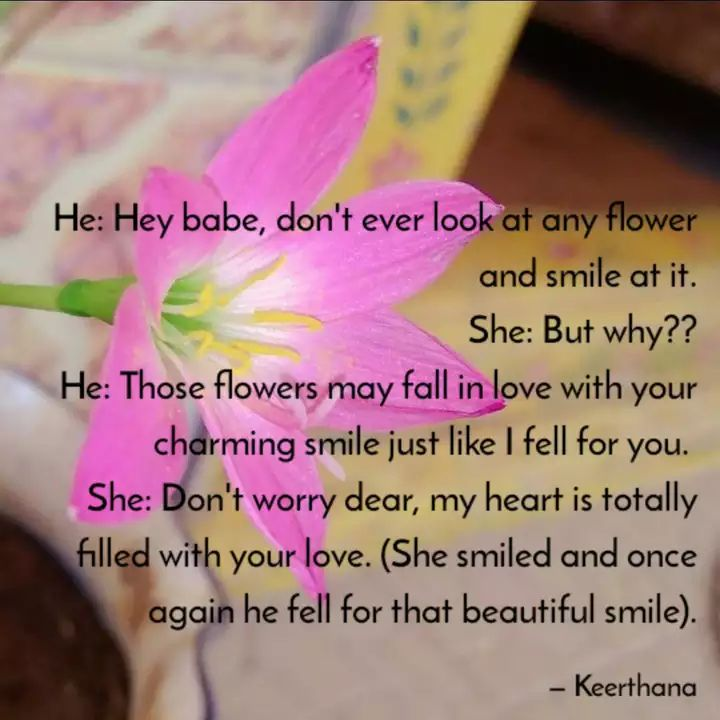 He: Hey babe, don't ever look at any flower
and smile at it.
She: But why??
He: Those flowers may fall in love with your
charming smile just like I fell for you.
She: Don't worry dear, my heart is totally
filled with your love. (She smiled and once
again he fell for that beautiful smile).
– Keerthana